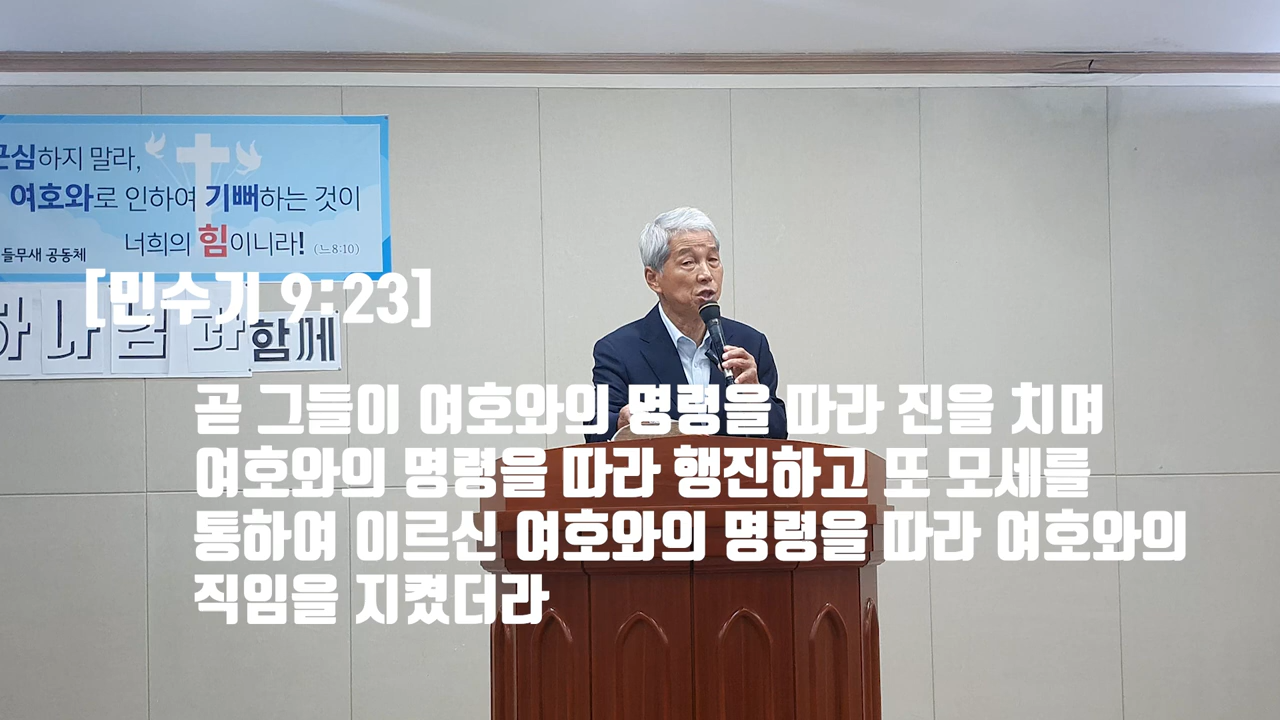 근심하지 말라,
여호와로 인하여 기뻐하는 것이
너희의 힘이니라! (느8:10)
들무새 공동체
[민수기 9:23]
하나님과 함께
곧 그들이 여호와의 명령을 따라 진을 치며
여호와의 명령을 따라 행진하고 또 모세를
통하여 이르신 여호와의 명령을 따라 여호와의
직임을 지켰더라